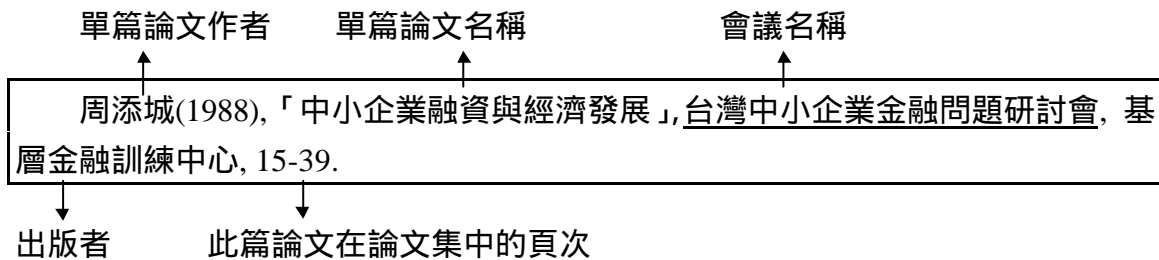 單篇論文作者 單篇論文名稱 會議名稱
周添城(1988),「中小企業融資與經濟發展」,台灣中小企業金融問題研討會, 基
層金融訓練中心, 15-39.
出版者 此篇論文在論文集中的頁次